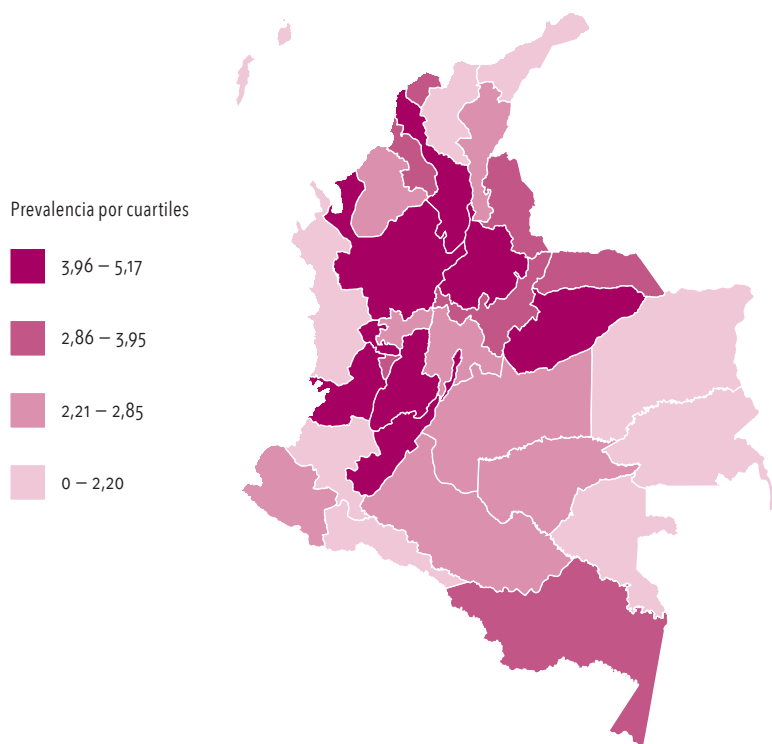 Prevalencia por cuartiles
3,96 – 5,17
2,86 – 3,95
2,21 – 2,85
0 – 2,20